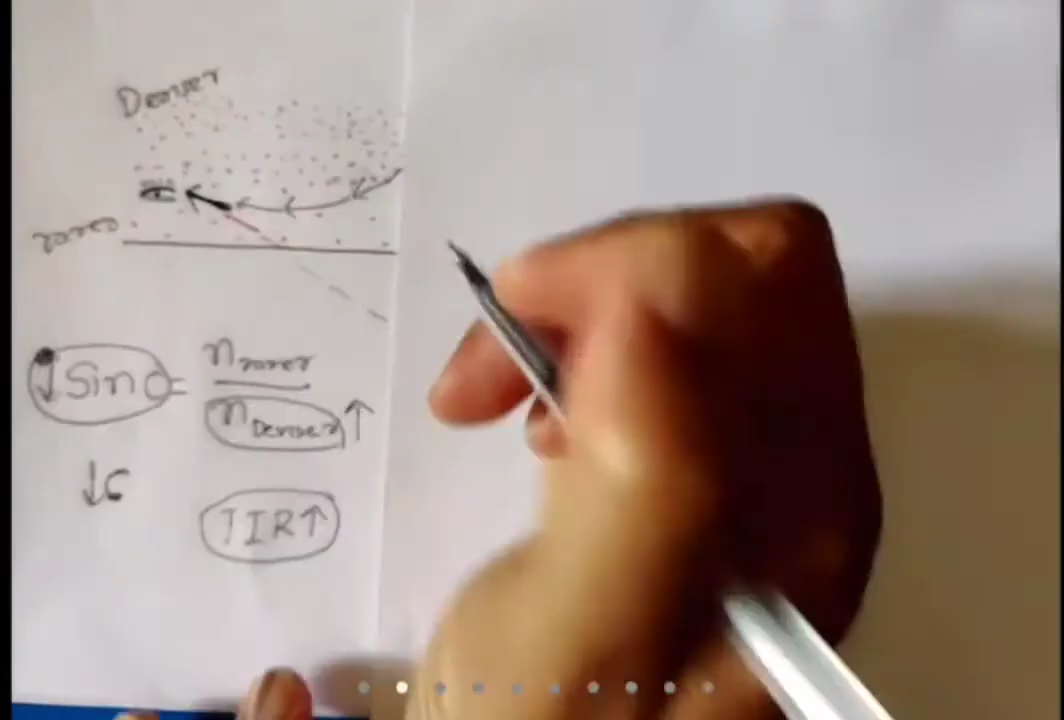 Denser
rarer
↓ Sin C = n rarer / n Denser ↑
↓ C
TIR ↑